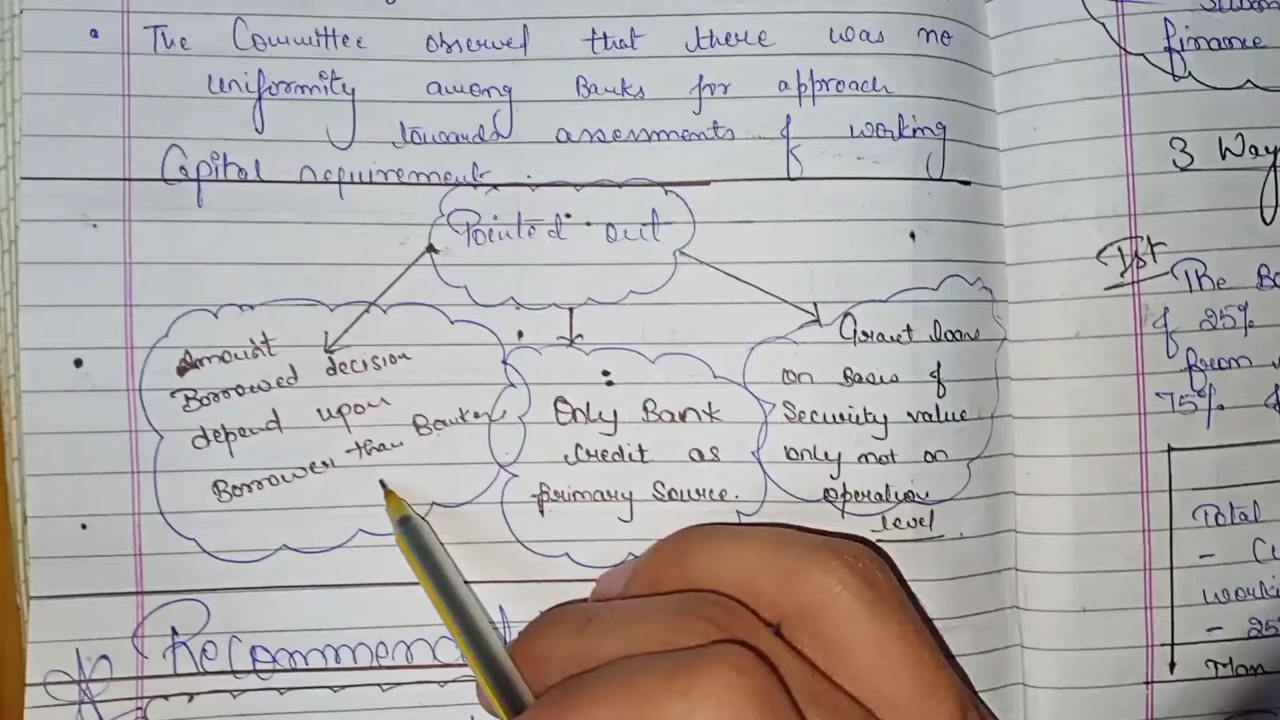 The Committee observed that there was no
uniformity among Banks for approach
towards assessments of working
Capital requirement.
Pointed out
Amount
Borrowed decision
depend upon
Borrower than Banker
Only Bank
Credit as
primary Source.
Grant loans
on Basis of
Security value
only not on
operation
level.
Recommend
finance
3 Way
Ist
The
of 25%
from
75%
Total
-
- 25